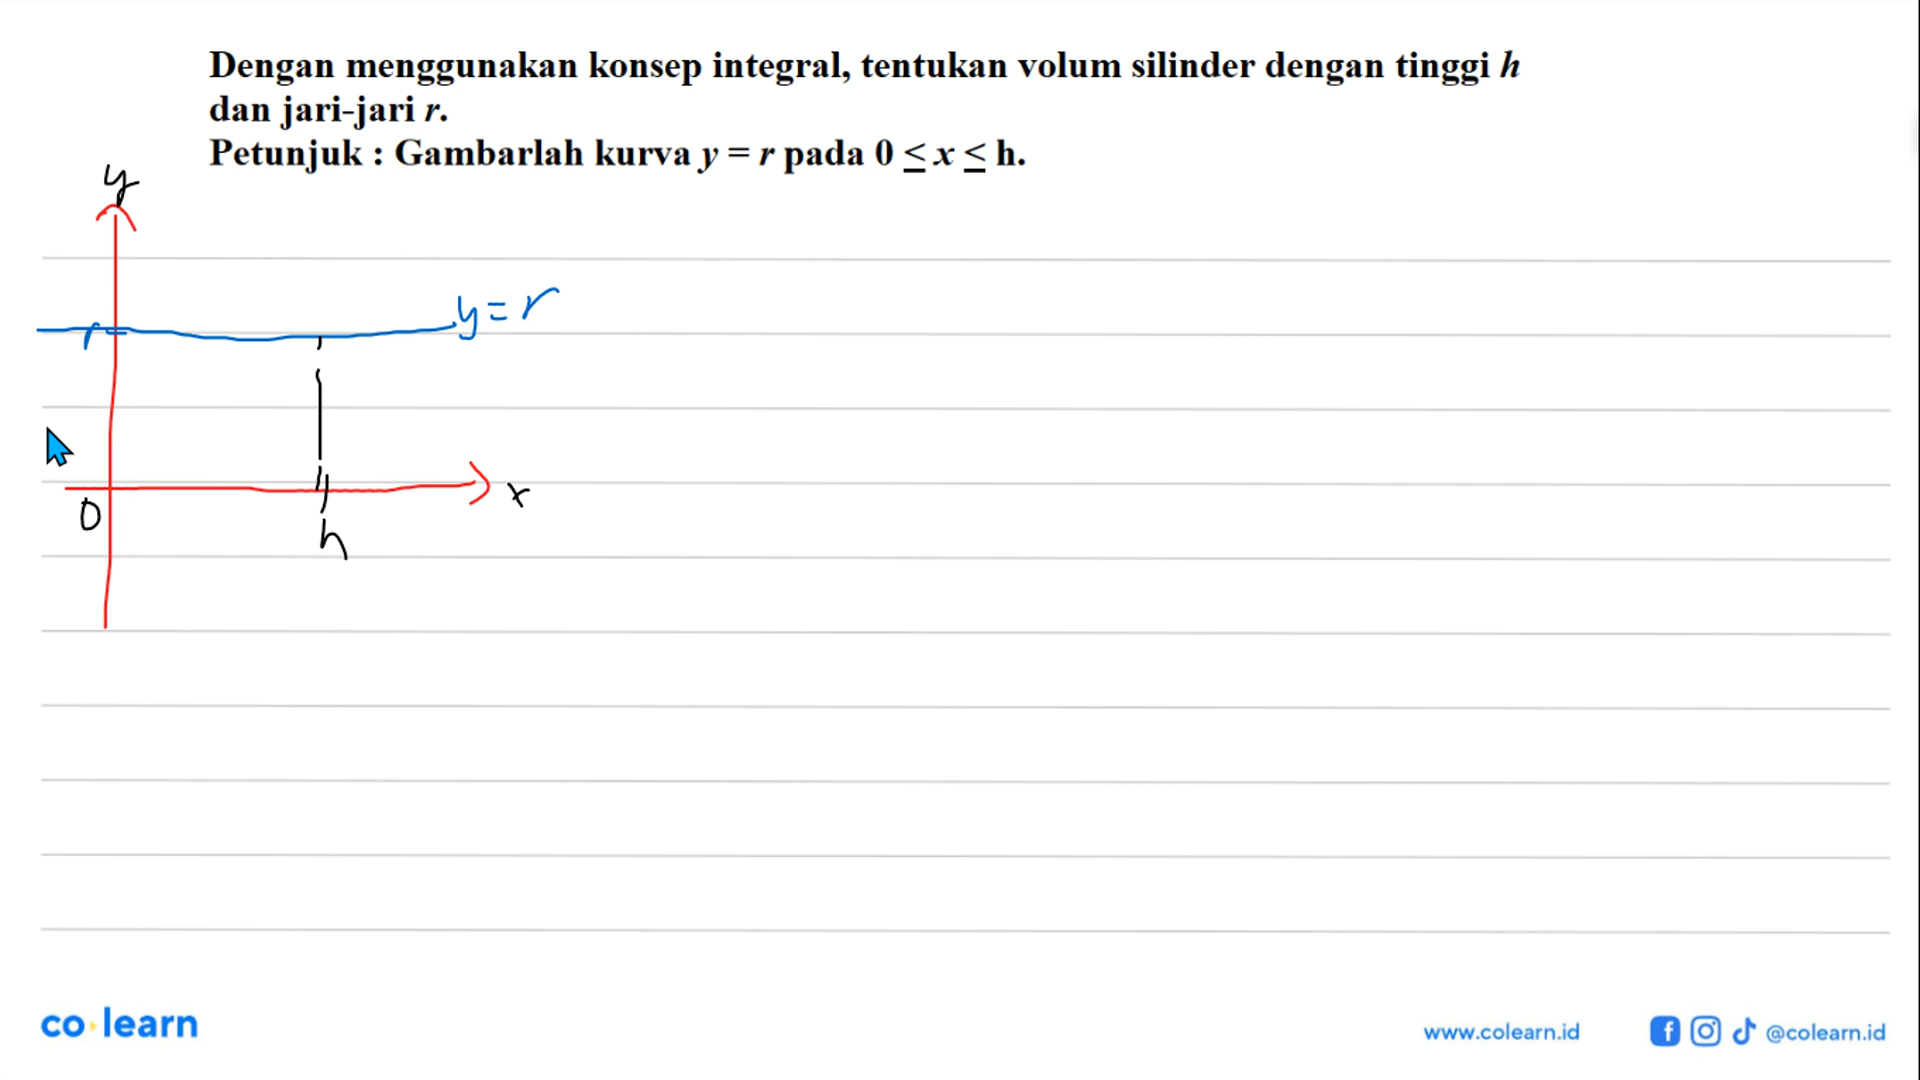 Dengan menggunakan konsep integral, tentukan volum silinder dengan tinggi h
dan jari-jari r.
Petunjuk : Gambarlah kurva y = r pada 0 ≤ x ≤ h.
y
y = r
r
x
0
h
co learn
www.colearn.id
@colearn.id